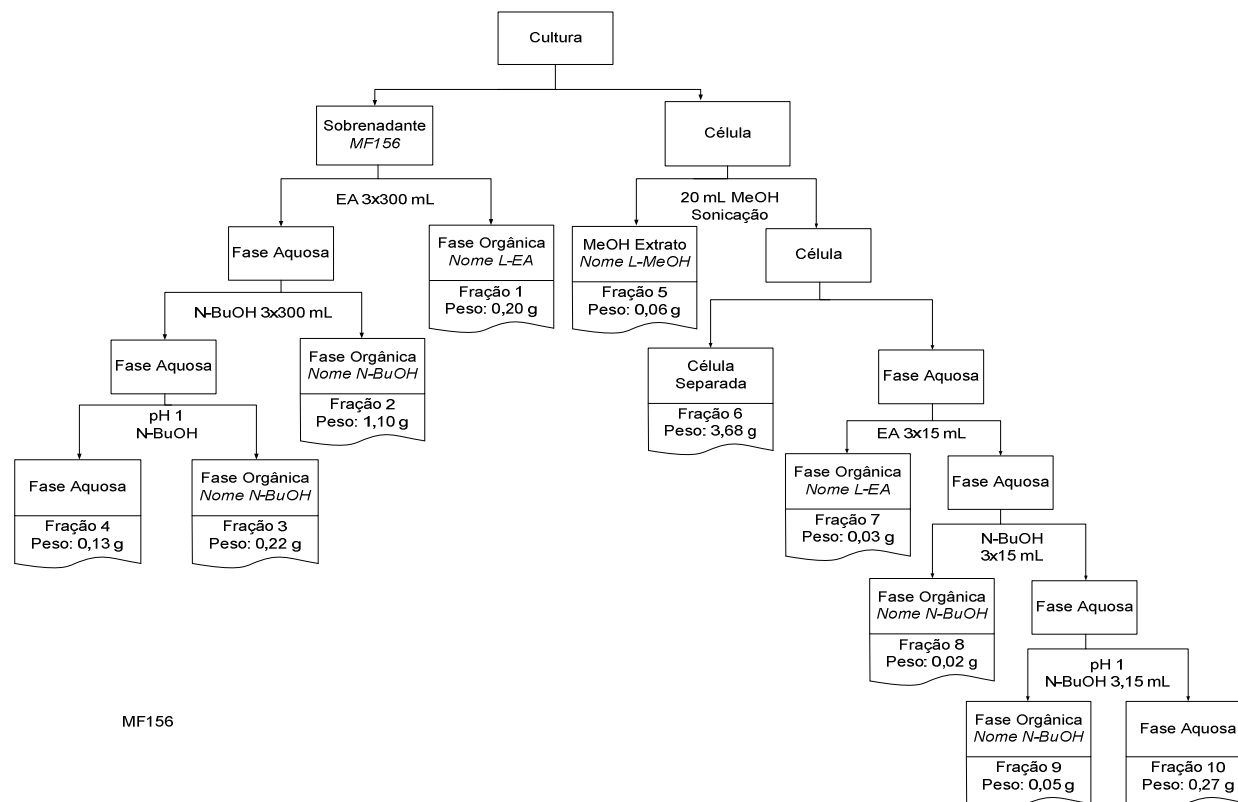 Cultura
Sobrenadante
MF156
Célula
EA 3x300 mL
20 mL MeOH
Sonicação
Fase Aquosa
Fase Orgânica
Nome L-EA
Fração 1
Peso: 0,20 g
MeOH Extrato
Nome L-MeOH
Fração 5
Peso: 0,06 g
Célula
N-BuOH 3x300 mL
Fase Aquosa
Fase Orgânica
Nome N-BuOH
Fração 2
Peso: 1,10 g
Célula
Separada
Fração 6
Peso: 3,68 g
Fase Aquosa
pH 1
N-BuOH
EA 3x15 mL
Fase Aquosa
Fração 4
Peso: 0,13 g
Fase Orgânica
Nome N-BuOH
Fração 3
Peso: 0,22 g
Fase Orgânica
Nome L-EA
Fração 7
Peso: 0,03 g
Fase Aquosa
N-BuOH
3x15 mL
Fase Orgânica
Nome N-BuOH
Fração 8
Peso: 0,02 g
Fase Aquosa
pH 1
N-BuOH 3,15 mL
MF156
Fase Orgânica
Nome N-BuOH
Fração 9
Peso: 0,05 g
Fase Aquosa
Fração 10
Peso: 0,27 g